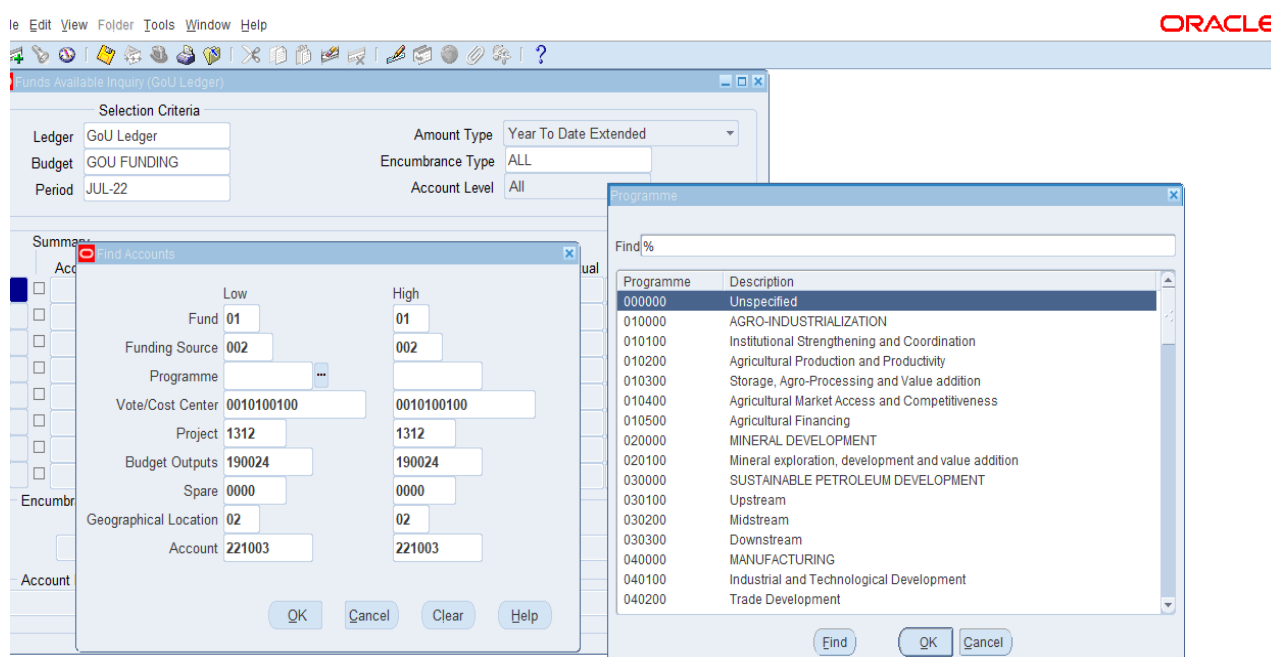 le Edit View Folder Tools Window Help
ORACLE
Funds Available Inquiry (GoU Ledger)
Selection Criteria
Ledger GoU Ledger
Amount Type Year To Date Extended
Budget GOU FUNDING
Encumbrance Type ALL
Period JUL-22
Account Level All
Summary
Acc
ual
Encumbr
Account
Find Accounts
Low High
Fund 01 01
Funding Source 002 002
Programme ...
Vote/Cost Center 0010100100 0010100100
Project 1312 1312
Budget Outputs 190024 190024
Spare 0000 0000
Geographical Location 02 02
Account 221003 221003
OK Cancel Clear Help
Programme
Find %
Programme Description
000000 Unspecified
010000 AGRO-INDUSTRIALIZATION
010100 Institutional Strengthening and Coordination
010200 Agricultural Production and Productivity
010300 Storage, Agro-Processing and Value addition
010400 Agricultural Market Access and Competitiveness
010500 Agricultural Financing
020000 MINERAL DEVELOPMENT
020100 Mineral exploration, development and value addition
030000 SUSTAINABLE PETROLEUM DEVELOPMENT
030100 Upstream
030200 Midstream
030300 Downstream
040000 MANUFACTURING
040100 Industrial and Technological Development
040200 Trade Development
Find OK Cancel